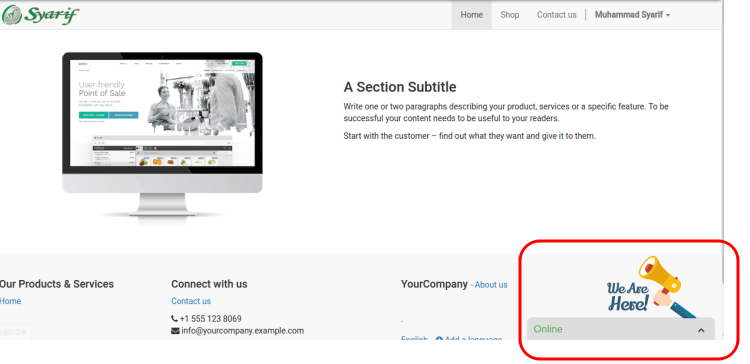 Syarif
Home Shop Contact us Muhammad Syarif
User-friendly
Point of Sale
A Section Subtitle
Write one or two paragraphs describing your product, services or a specific feature. To be
successful your content needs to be useful to your readers.
Start with the customer – find out what they want and give it to them.
Our Products & Services
Home
Connect with us
Contact us
+1 555 123 8069
info@yourcompany.example.com
YourCompany - About us
English Add a language
We Are
Here!
Online